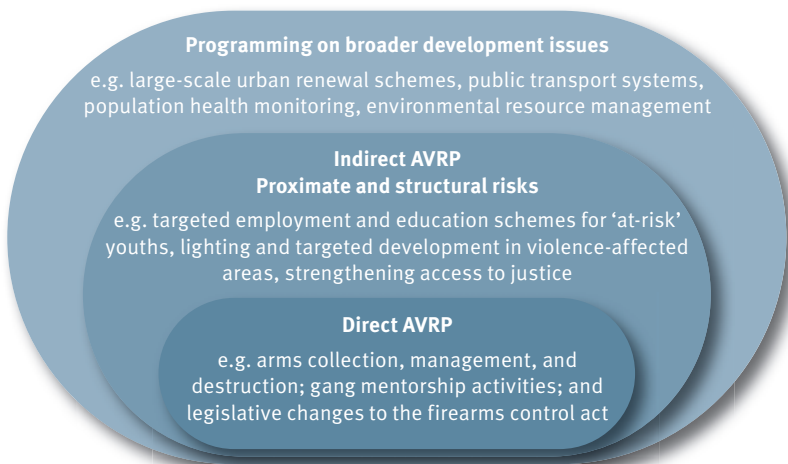 Programming on broader development issues
e.g. large-scale urban renewal schemes, public transport systems,
population health monitoring, environmental resource management
Indirect AVRP
Proximate and structural risks
e.g. targeted employment and education schemes for ‘at-risk’
youths, lighting and targeted development in violence-affected
areas, strengthening access to justice
Direct AVRP
e.g. arms collection, management, and
destruction; gang mentorship activities; and
legislative changes to the firearms control act